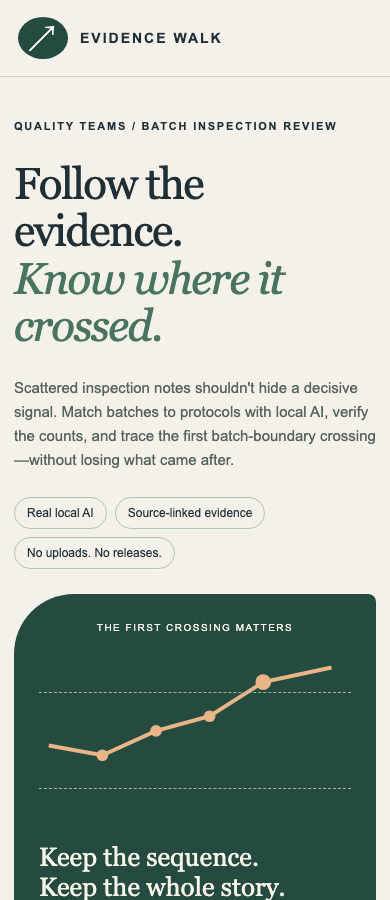 EVIDENCE WALK
QUALITY TEAMS / BATCH INSPECTION REVIEW
Follow the
evidence.
Know where it
crossed.
Scattered inspection notes shouldn't hide a decisive
signal. Match batches to protocols with local AI, verify
the counts, and trace the first batch-boundary crossing
—without losing what came after.
Real local AI
Source-linked evidence
No uploads. No releases.
THE FIRST CROSSING MATTERS
Keep the sequence.
Keep the whole story.